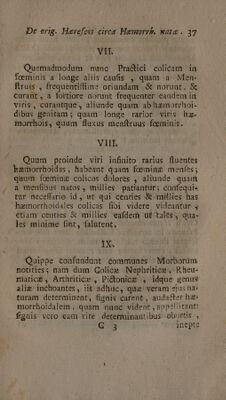 De orig. Hæreseos circa Hæmorrh. natæ. 37
VII.
Quemadmodum nunc Practici colicam in
fœminis a longe aliis causis, quam a Men-
struis, frequentissime oriundam & norunt, &
curant, a fortiore norunt frequenter eandem in
viris, curantque, aliunde quam ab hæmorrhoi-
dibus genitam; quam longe rarior viris hæ-
morrhois, quam fluxus menstruus fœminis.
VIII.
Quum proinde viri infinito rarius fluentes
hæmorrhoidas, habeant quam fœminæ menses;
quum fœminæ colicos dolores, aliunde quam
a mensibus natos, millies patiantur; consequi-
tur necessario id, ut qui centies & millies has
hæmorrhoidales colicas sibi videre videantur,
etiam centies & millies easdem ut tales, qua-
les minime sint, salutent.
IX.
Quippe confundunt communes Morborum
notities; nam dum Colicæ Nephriticæ, Rheu-
maticæ, Arthriticæ, Pictonicæ, idque genus
aliæ inchoantes, iis adhuc, quæ veram ejus na-
turam determinent, signis carent, audacter hæ-
morrhoidalem, quam nunc vident, appellitant:
signis vero eam rite determinantibus obortis,
C 3 inepte